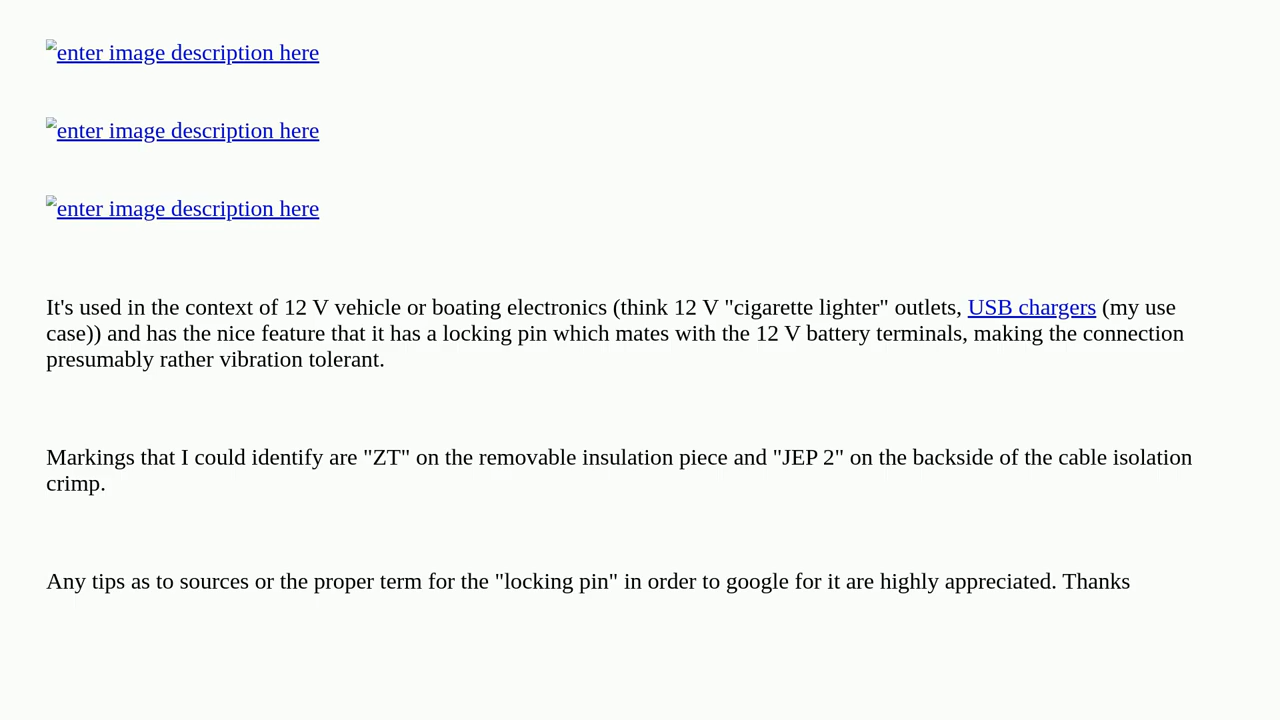 enter image description here
enter image description here
enter image description here
It's used in the context of 12 V vehicle or boating electronics (think 12 V "cigarette lighter" outlets, USB chargers (my use
case)) and has the nice feature that it has a locking pin which mates with the 12 V battery terminals, making the connection
presumably rather vibration tolerant.
Markings that I could identify are "ZT" on the removable insulation piece and "JEP 2" on the backside of the cable isolation
crimp.
Any tips as to sources or the proper term for the "locking pin" in order to google for it are highly appreciated. Thanks